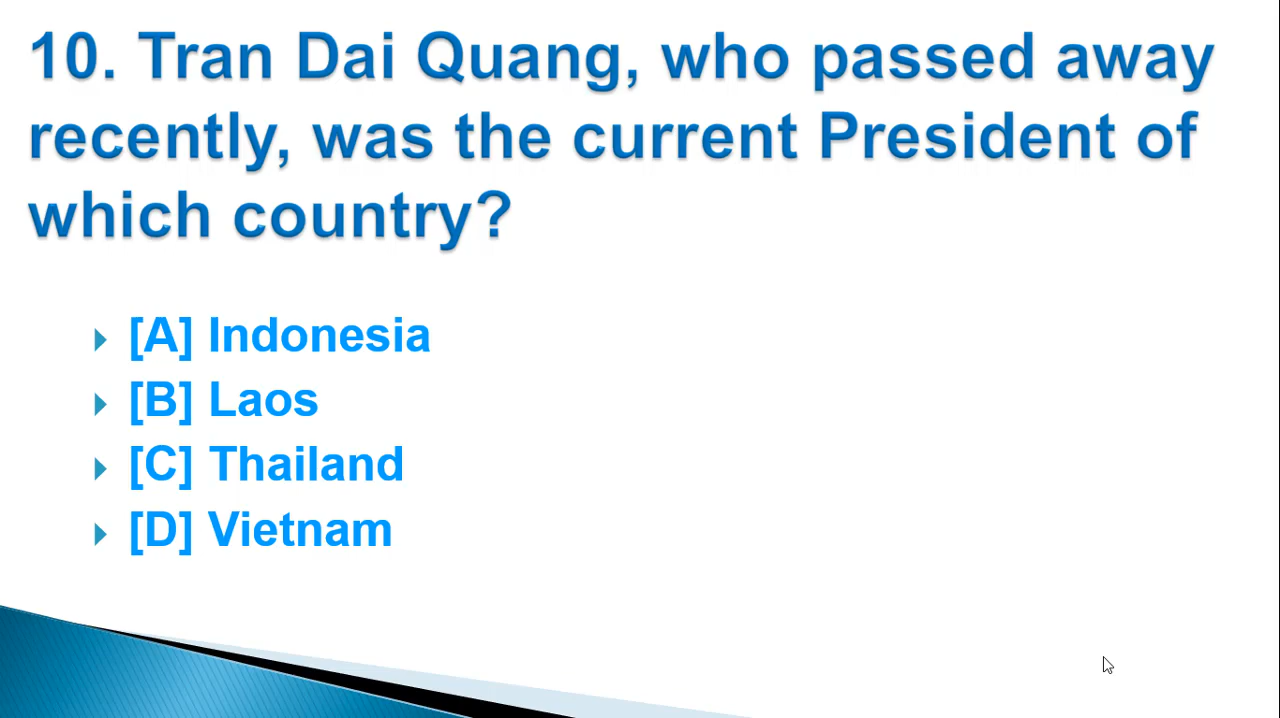 10. Tran Dai Quang, who passed away
recently, was the current President of
which country?
[A] Indonesia
[B] Laos
[C] Thailand
[D] Vietnam